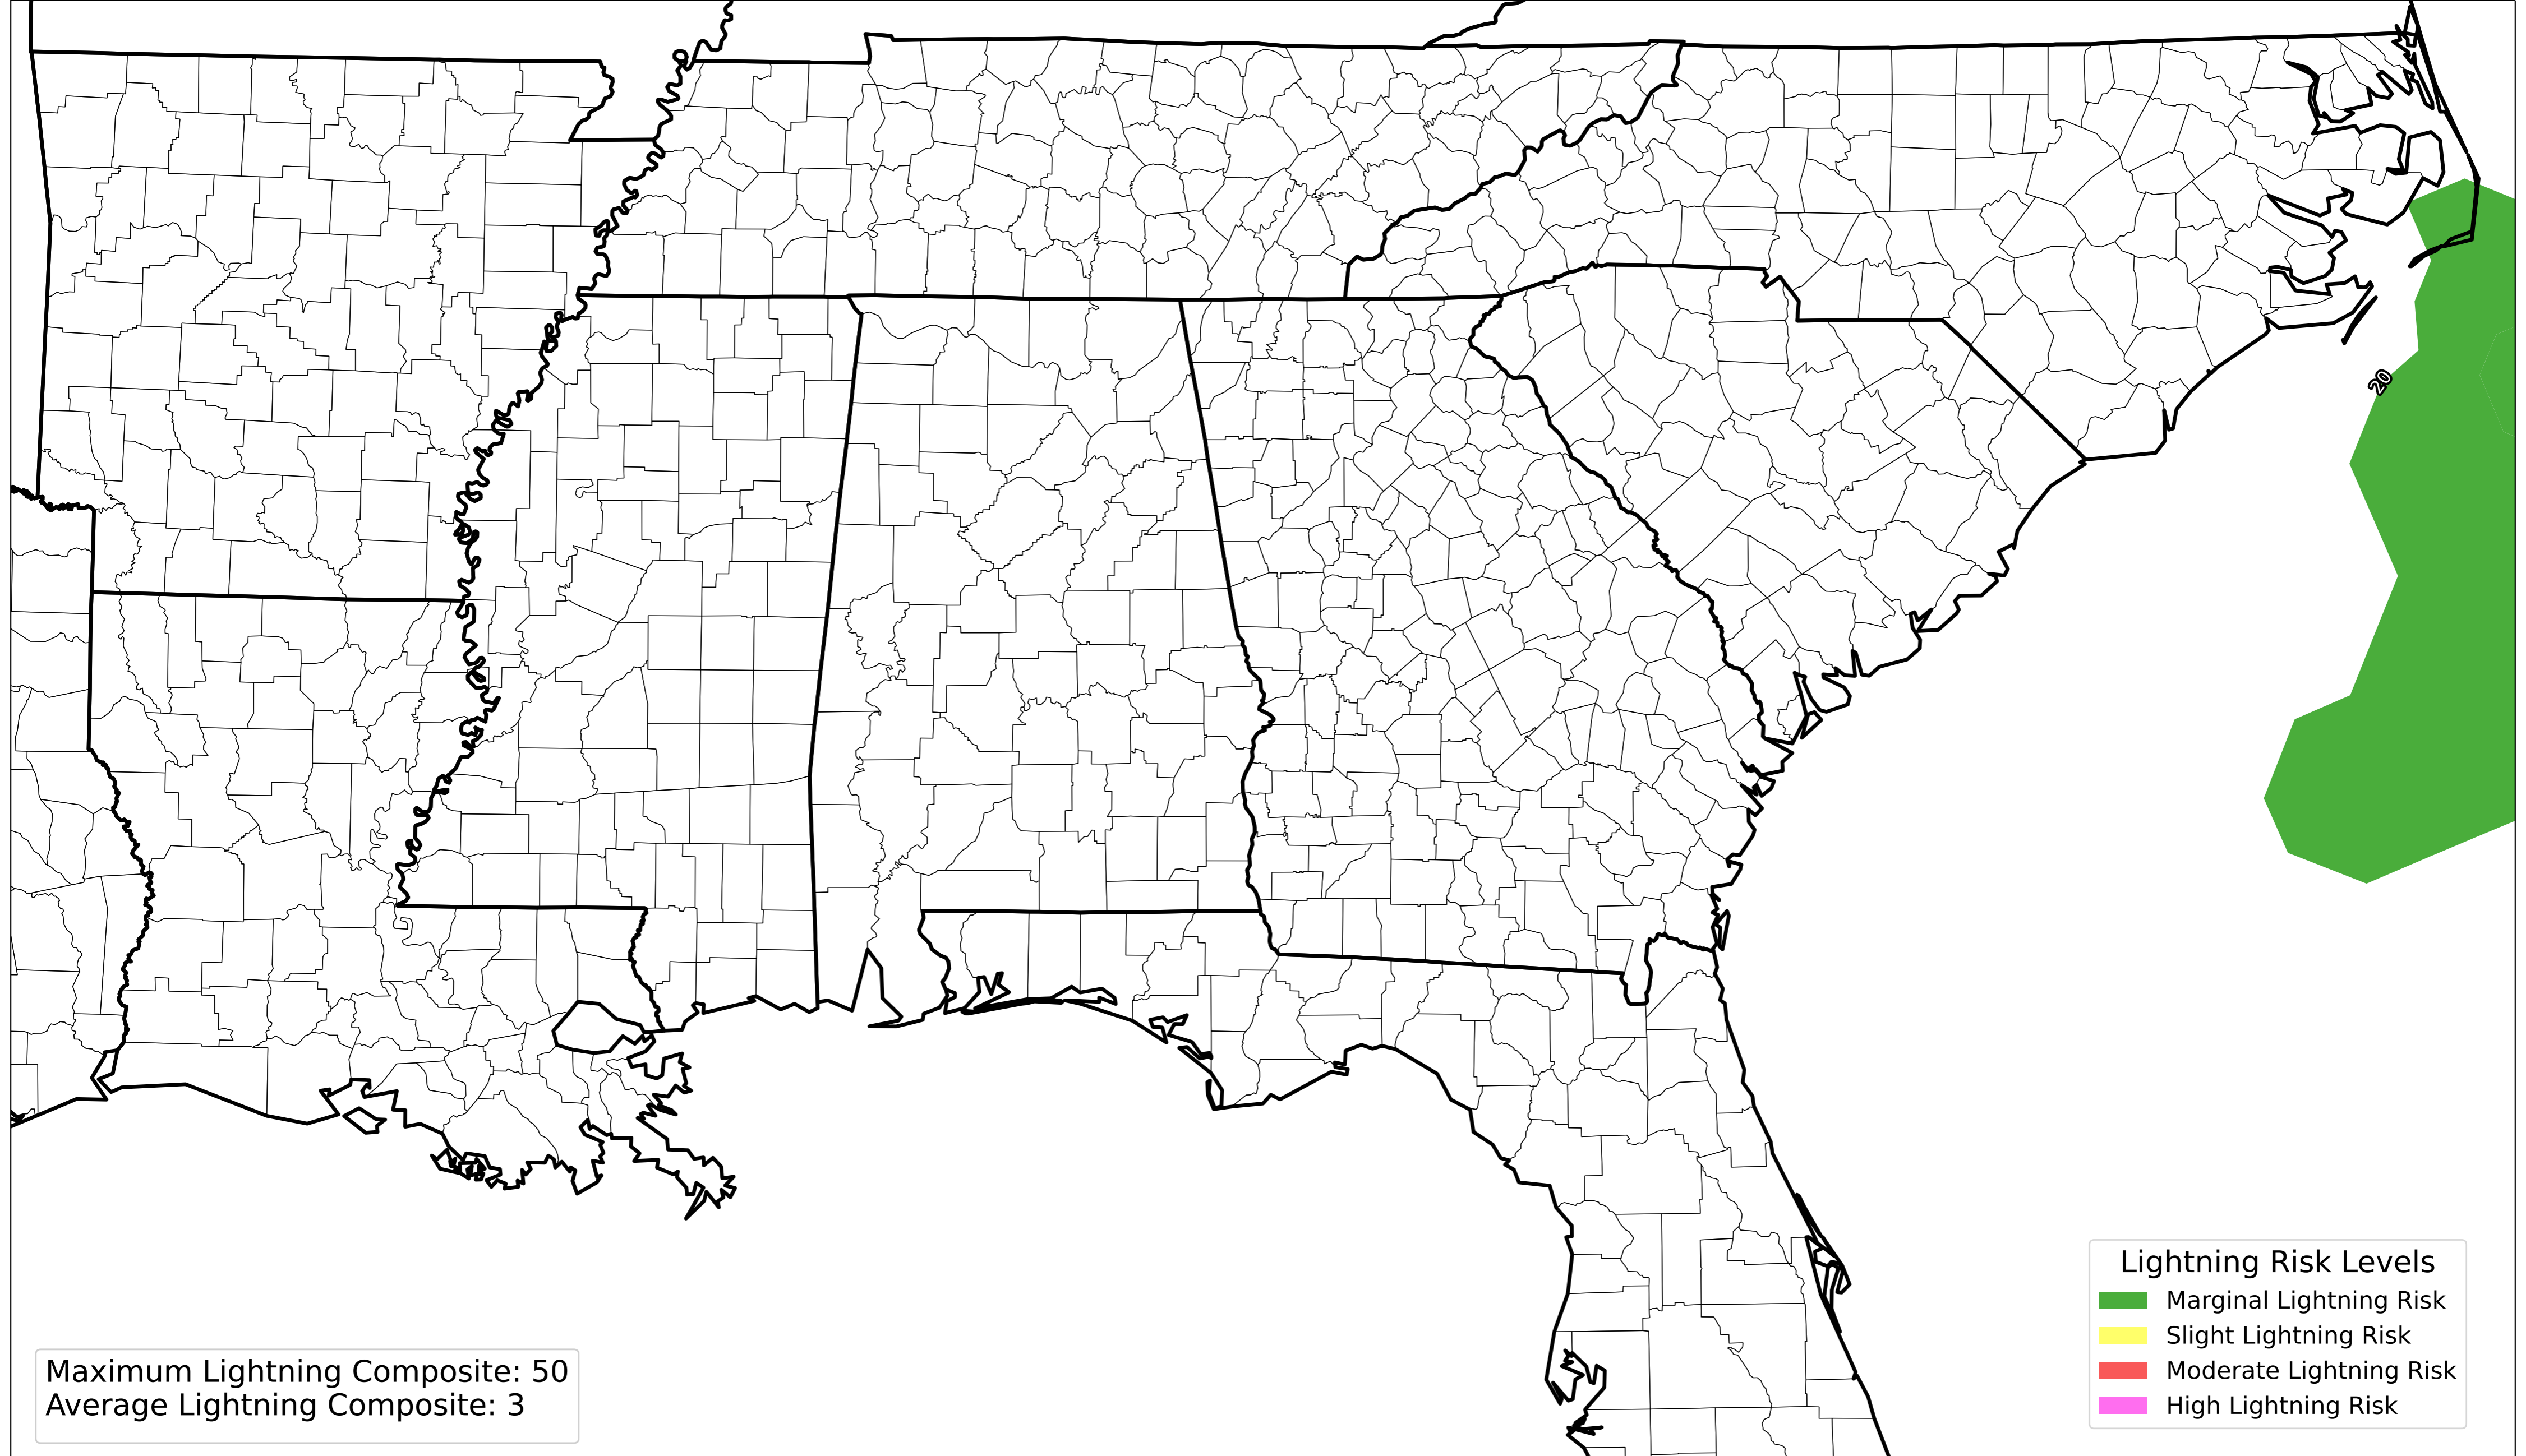 20
Lightning Risk Levels
Marginal Lightning Risk
Slight Lightning Risk
Moderate Lightning Risk
High Lightning Risk
Maximum Lightning Composite: 50
Average Lightning Composite: 3